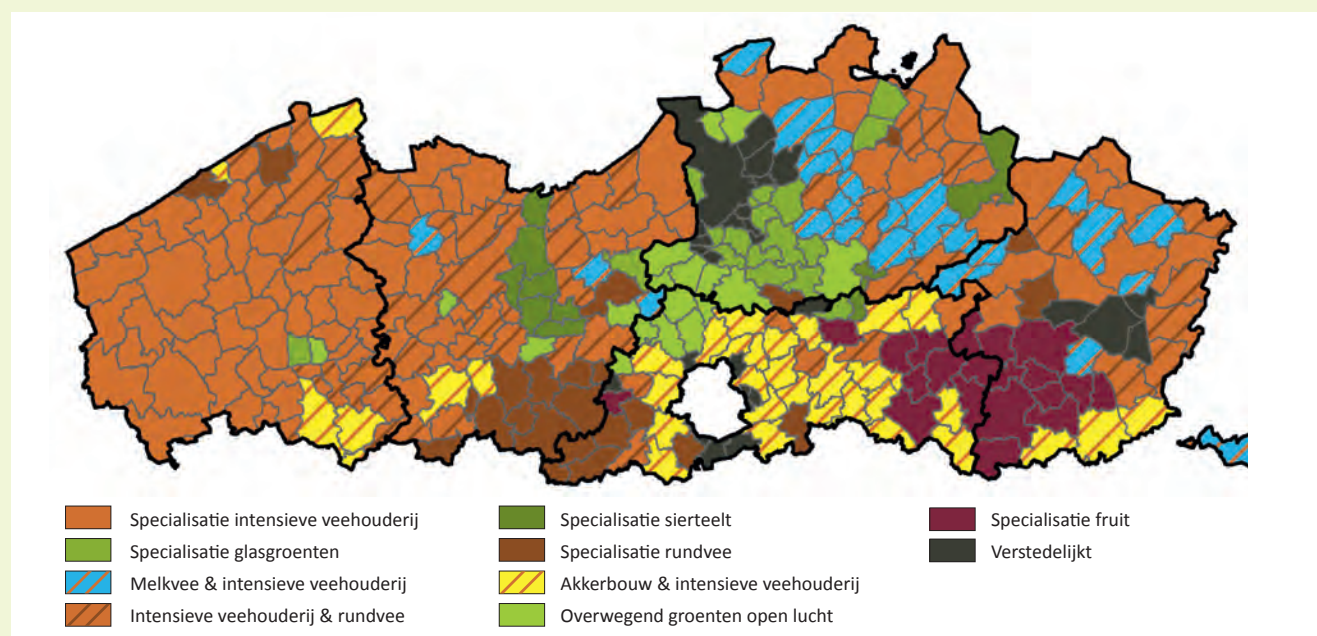 Specialisatie intensieve veehouderij
Specialisatie glasgroenten
Melkvee & intensieve veehouderij
Intensieve veehouderij & rundvee
Specialisatie sierteelt
Specialisatie rundvee
Akkerbouw & intensieve veehouderij
Overwegend groenten open lucht
Specialisatie fruit
Verstedelijkt